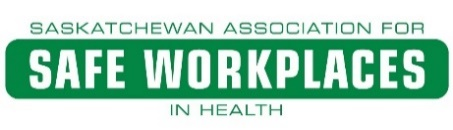 SASKATCHEWAN ASSOCIATION FOR
SAFE WORKPLACES
IN HEALTH